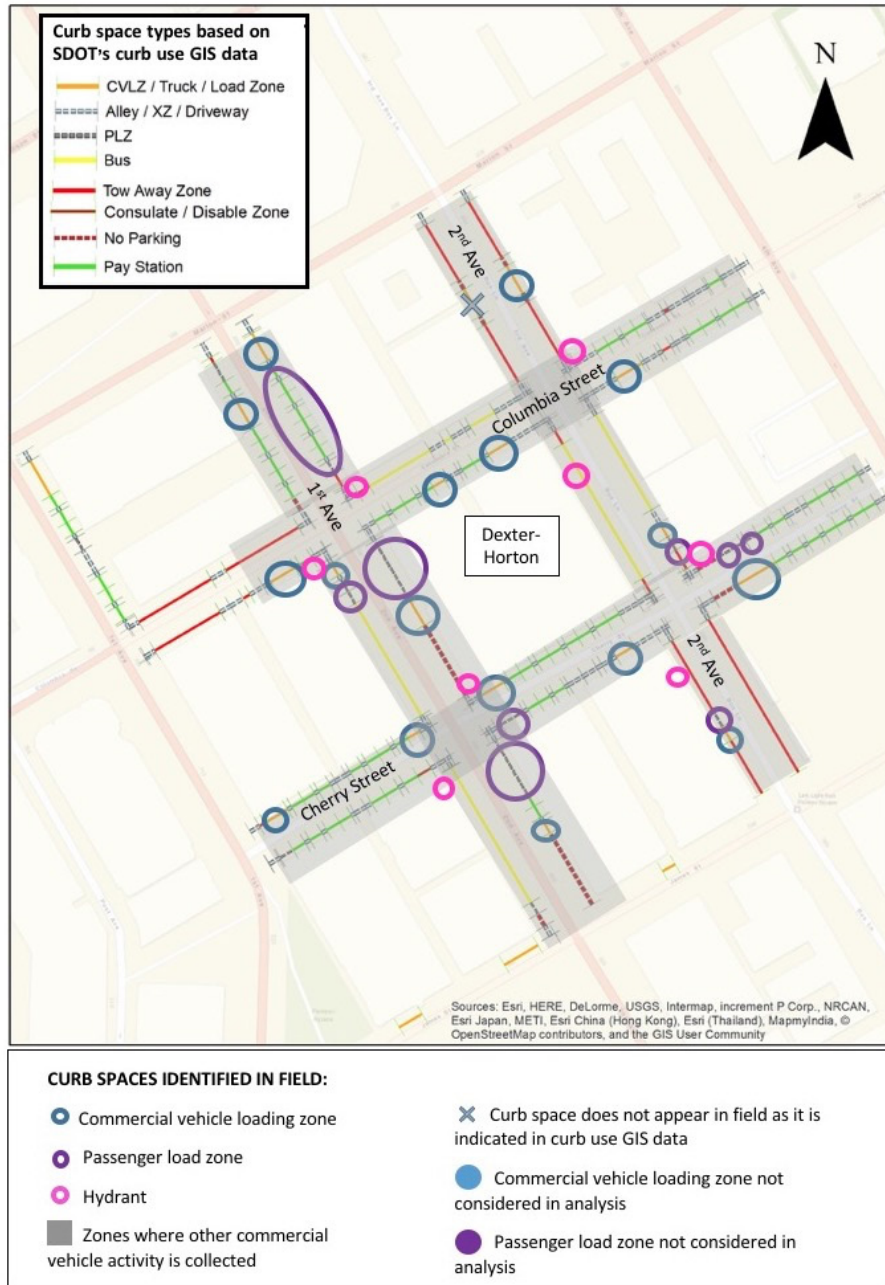 Curb space types based on
SDOT's curb use GIS data
CVLZ / Truck / Load Zone
Alley / XZ / Driveway
PLZ
Bus
Tow Away Zone
Consulate / Disable Zone
No Parking
Pay Station
N
2nd Ave
Columbia Street
1st Ave
Dexter-
Horton
2nd Ave
Cherry Street
Sources: Esri, HERE, DeLorme, USGS, Intermap, increment P Corp., NRCAN,
Esri Japan, METI, Esri China (Hong Kong), Esri (Thailand), MapmyIndia, ©
OpenStreetMap contributors, and the GIS User Community
CURB SPACES IDENTIFIED IN FIELD:
Commercial vehicle loading zone
Passenger load zone
Hydrant
Zones where other commercial
vehicle activity is collected
Curb space does not appear in field as it is
indicated in curb use GIS data
Commercial vehicle loading zone not
considered in analysis
Passenger load zone not considered in
analysis